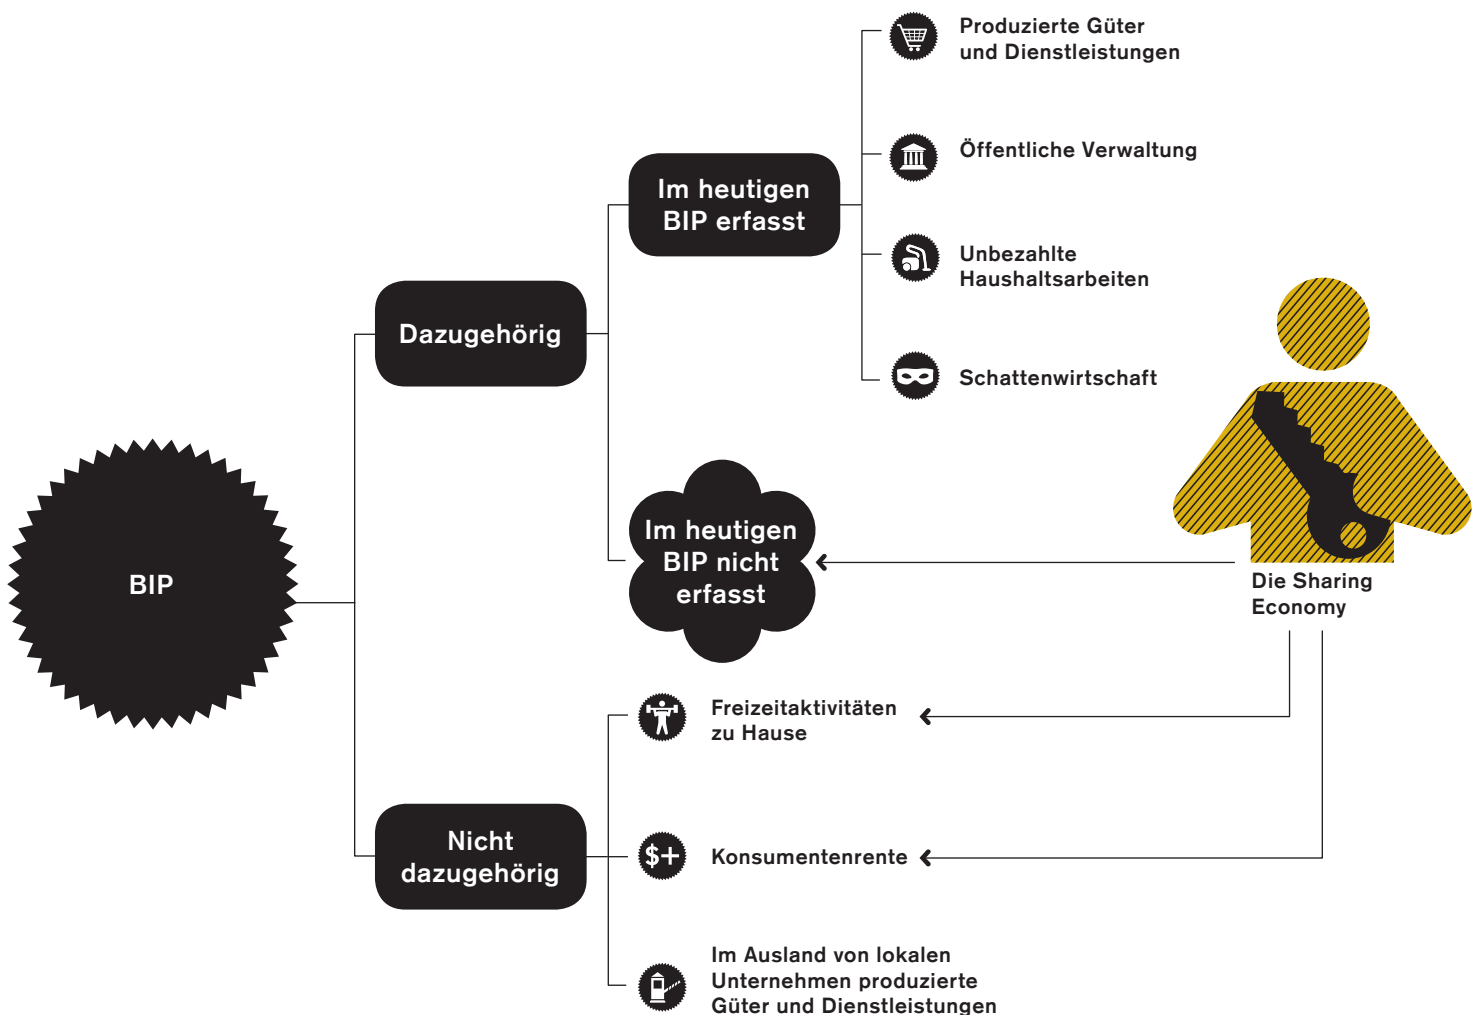 Produzierte Güter
und Dienstleistungen
Öffentliche Verwaltung
Im heutigen
BIP erfasst
Unbezahlte
Haushaltsarbeiten
Dazugehörig
Schattenwirtschaft
Im heutigen
BIP nicht
erfasst
BIP
Die Sharing
Economy
Freizeitaktivitäten
zu Hause
Nicht
dazugehörig
$+
Konsumentenrente
Im Ausland von lokalen
Unternehmen produzierte
Güter und Dienstleistungen